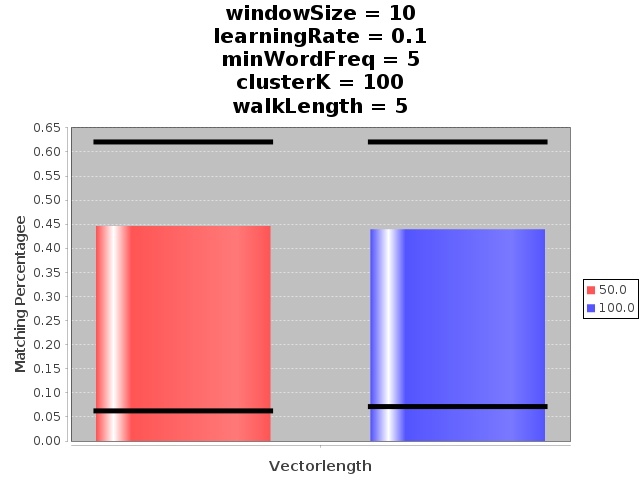 windowSize = 10
learningRate = 0.1
minWordFreq = 5
clusterK = 100
walkLength = 5
0.65
0.60
0.55
0.50
0.45
0.40
0.35
0.30
0.25
0.20
0.15
0.10
0.05
0.00
Matching Percentagee
Vectorlength
50.0
100.0